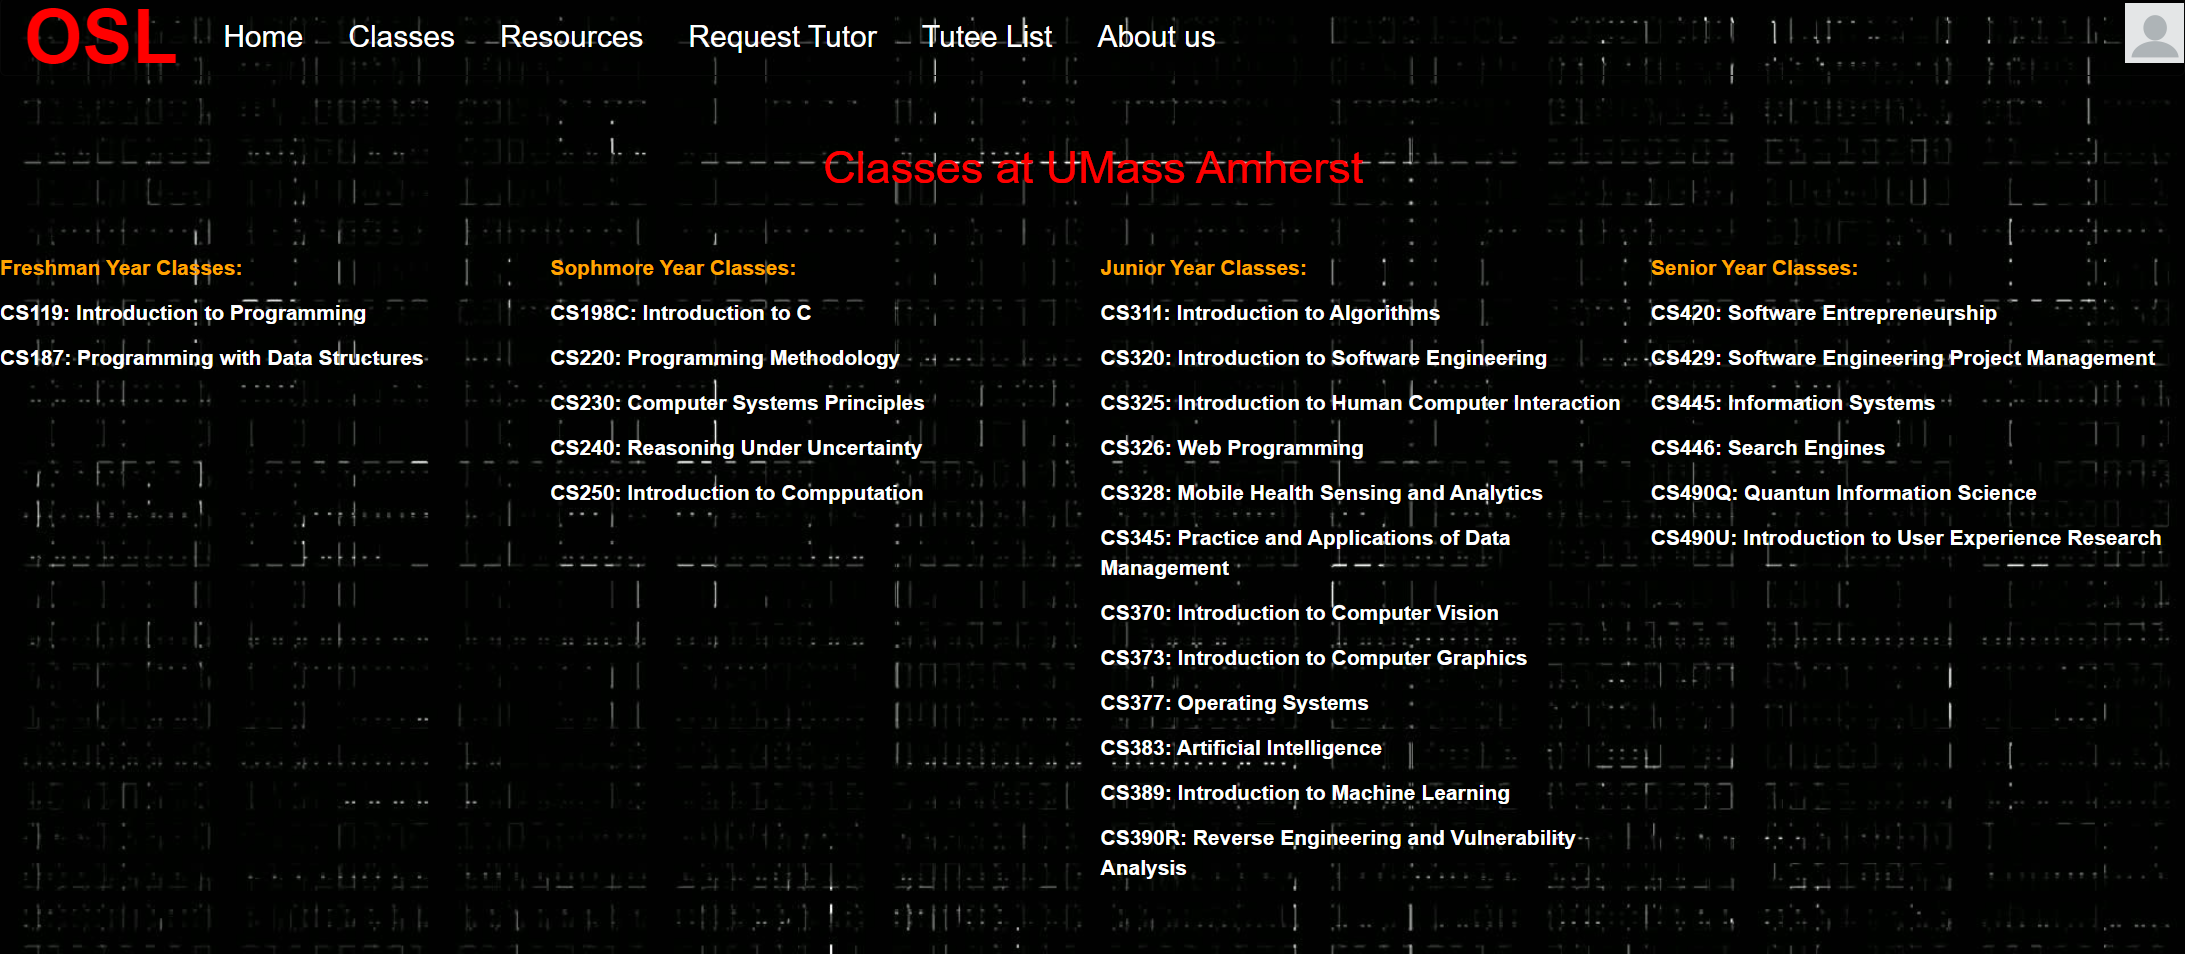 OSL
Home
Classes
Resources
Request Tutor
Tutee List
About us
Classes at UMass Amherst
Freshman Year Classes:
CS119: Introduction to Programming
CS187: Programming with Data Structures
Sophmore Year Classes:
CS198C: Introduction to C
CS220: Programming Methodology
CS230: Computer Systems Principles
CS240: Reasoning Under Uncertainty
CS250: Introduction to Compputation
Junior Year Classes:
CS311: Introduction to Algorithms
CS320: Introduction to Software Engineering
CS325: Introduction to Human Computer Interaction
CS326: Web Programming
CS328: Mobile Health Sensing and Analytics
CS345: Practice and Applications of Data
Management
CS370: Introduction to Computer Vision
CS373: Introduction to Computer Graphics
CS377: Operating Systems
CS383: Artificial Intelligence
CS389: Introduction to Machine Learning
CS390R: Reverse Engineering and Vulnerability
Analysis
Senior Year Classes:
CS420: Software Entrepreneurship
CS429: Software Engineering Project Management
CS445: Information Systems
CS446: Search Engines
CS490Q: Quantun Information Science
CS490U: Introduction to User Experience Research